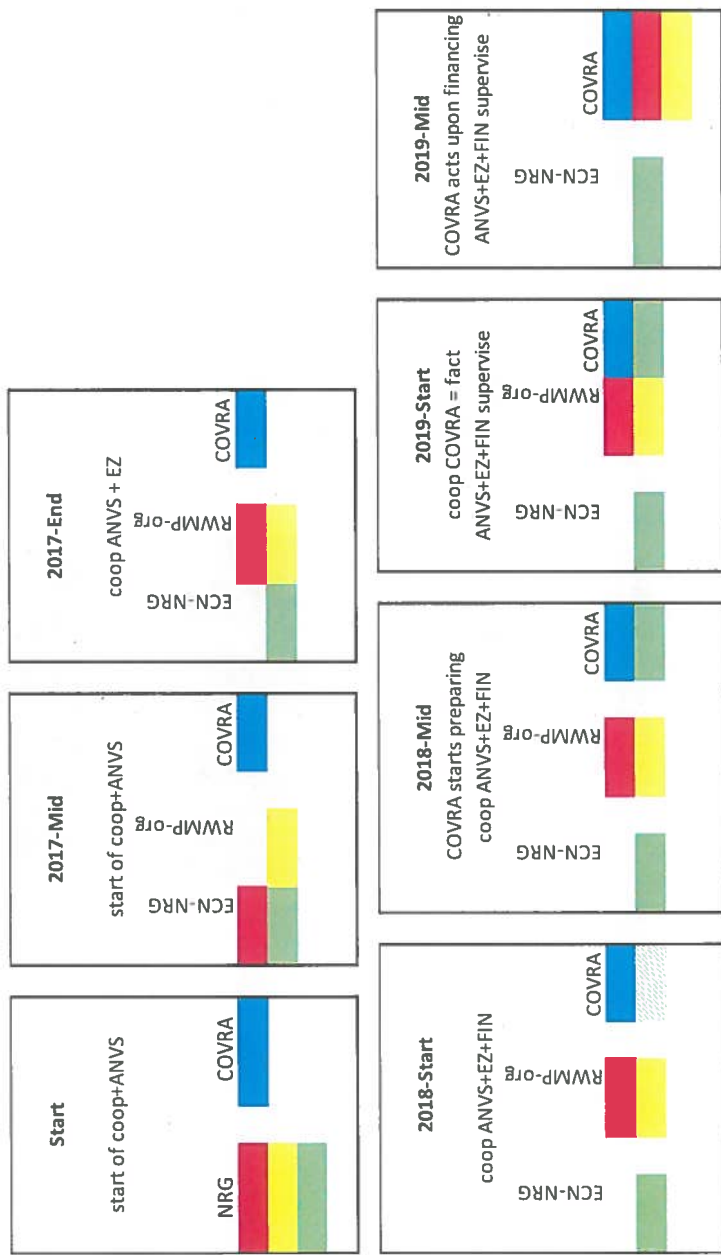 Start
start of coop+ANVS
NRG
COVRA
2017-Mid
start of coop+ANVS
ECN-NRG
RWMP-org
COVRA
2017-End
coop ANVS + EZ
ECN-NRG
RWMP-org
COVRA
2018-Start
coop ANVS+EZ+FIN
ECN-NRG
RWMP-org
COVRA
2018-Mid
COVRA starts preparing
coop ANVS+EZ+FIN
ECN-NRG
RWMP-org
COVRA
2019-Start
coop COVRA = fact
ANVS+EZ+FIN supervise
ECN-NRG
RWMP-org
COVRA
2019-Mid
COVRA acts upon financing
ANVS+EZ+FIN supervise
ECN-NRG
COVRA